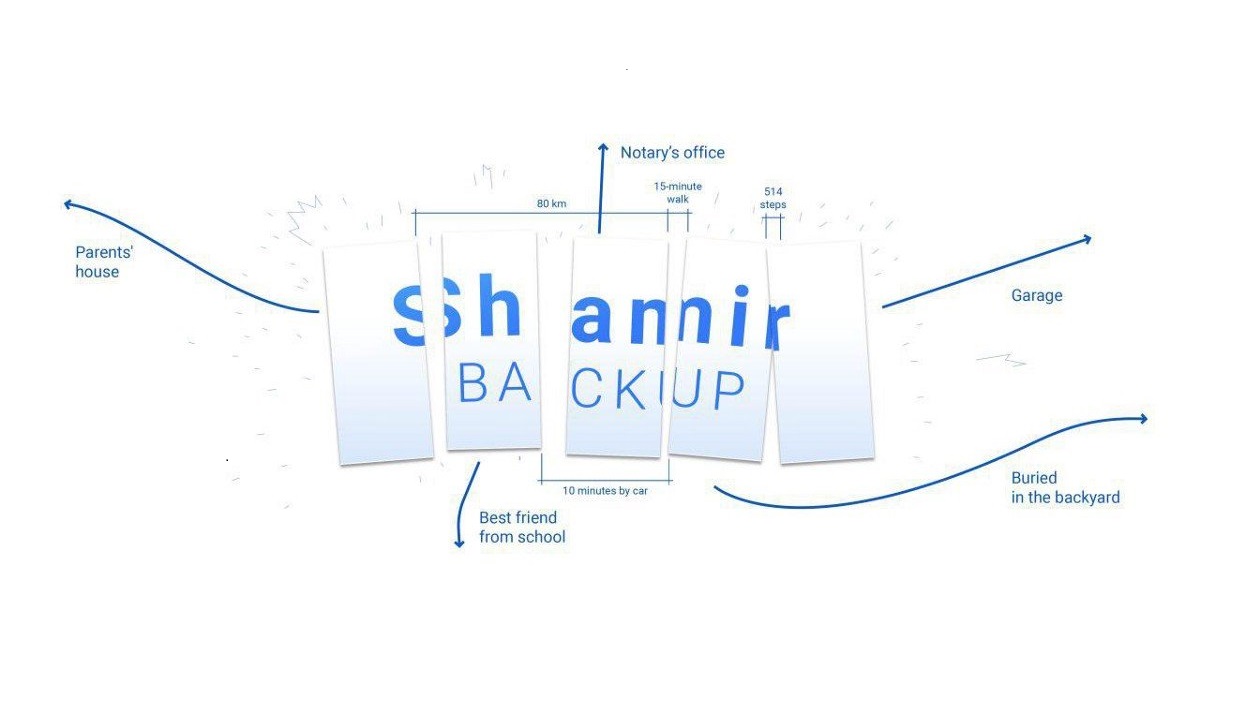 Notary's office
15-minute
walk
514
steps
80 km
Parents'
house
Garage
Shamir
BACKUP
Buried
in the backyard
10 minutes by car
Best friend
from school